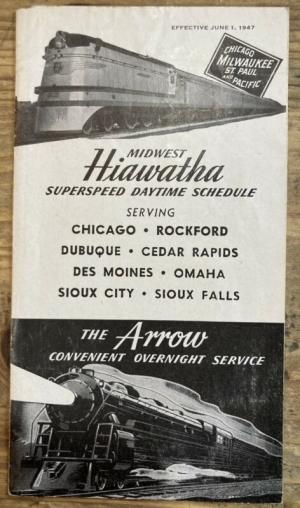 EFFECTIVE JUNE 1, 1947
CHICAGO
MILWAUKEE
ST. PAUL
AND
PACIFIC
MIDWEST
Hiawatha
SUPERSPEED DAYTIME SCHEDULE
SERVING
CHICAGO • ROCKFORD
DUBUQUE • CEDAR RAPIDS
DES MOINES • OMAHA
SIOUX CITY • SIOUX FALLS
THE Arrow
CONVENIENT OVERNIGHT SERVICE